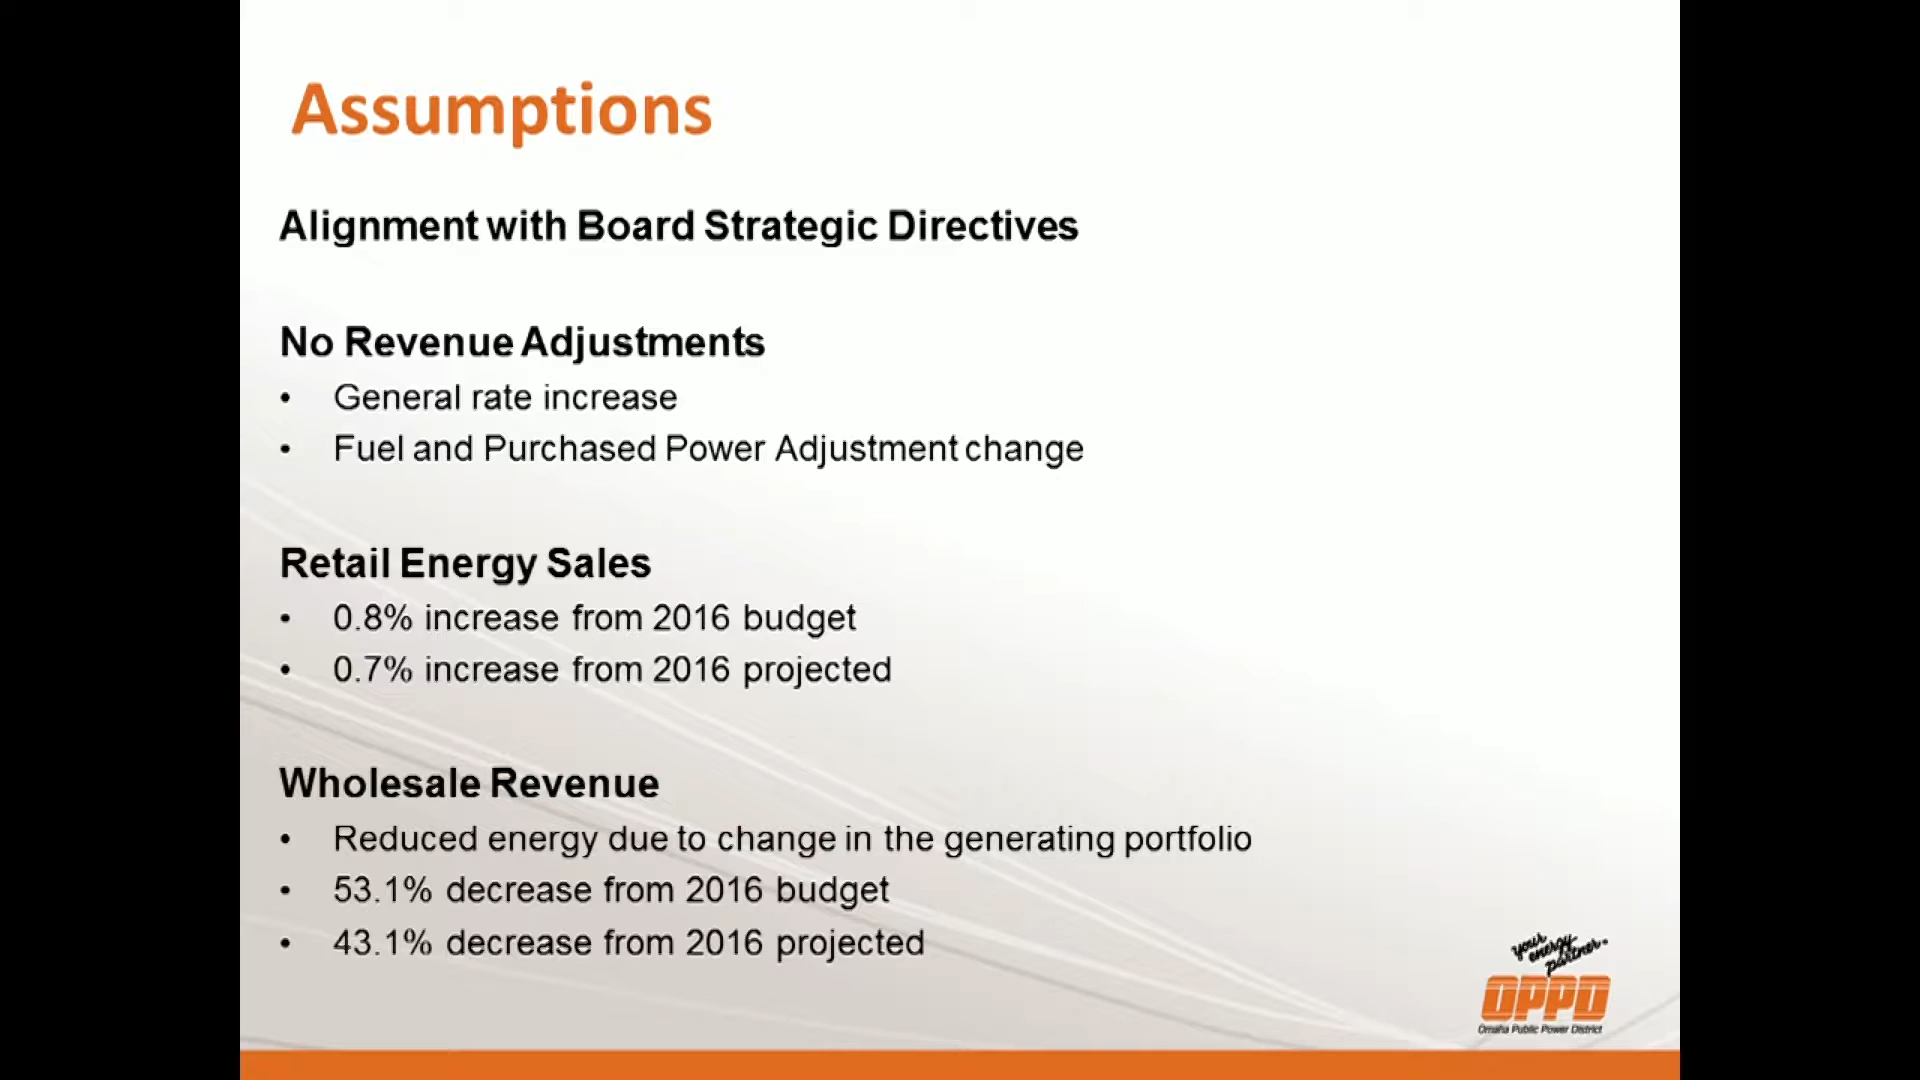 Assumptions
Alignment with Board Strategic Directives
No Revenue Adjustments
• General rate increase
• Fuel and Purchased Power Adjustment change
Retail Energy Sales
• 0.8% increase from 2016 budget
• 0.7% increase from 2016 projected
Wholesale Revenue
• Reduced energy due to change in the generating portfolio
• 53.1% decrease from 2016 budget
• 43.1% decrease from 2016 projected
your
energy
partner.
OPPD
Omaha Public Power District